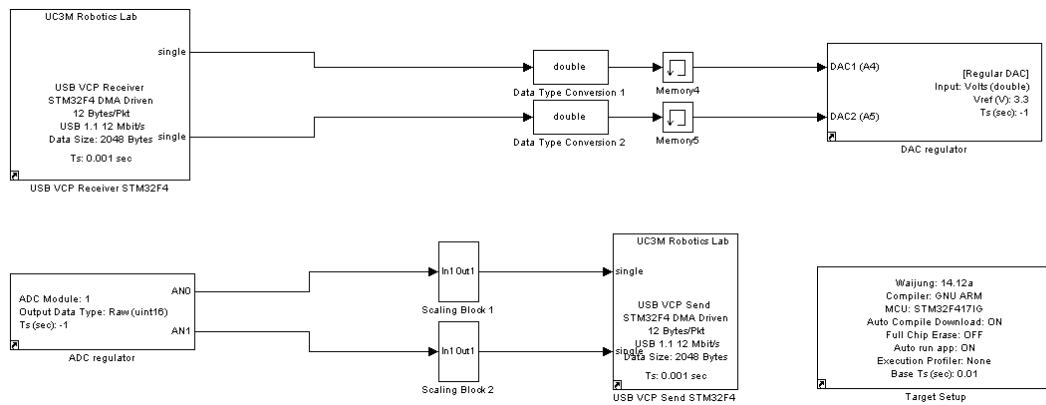 UC3M Robotics Lab
single
USB VCP Receiver
STM32F4 DMA Driven
12 Bytes/Pkt
USB 1.1 12 Mbit/s
Data Size: 2048 Bytes
single
Ts: 0.001 sec
USB VCP Receiver STM32F4
double
Data Type Conversion 1
Memory4
double
Data Type Conversion 2
Memory5
DAC1 (A4)
[Regular DAC]
Input: Volts (double)
Vref (V): 3.3
Ts (sec): -1
DAC2 (A5)
DAC regulator
ADC Module: 1
Output Data Type: Raw (uint16)
Ts (sec): -1
AN0
AN1
ADC regulator
In1 Out1
Scaling Block 1
In1 Out1
Scaling Block 2
UC3M Robotics Lab
single
USB VCP Send
STM32F4 DMA Driven
12 Bytes/Pkt
USB 1.1 12 Mbit/s
single
Data Size: 2048 Bytes
Ts: 0.001 sec
USB VCP Send STM32F4
Waijung: 14.12a
Compiler: GNU ARM
MCU: STM32F417IG
Auto Compile Download: ON
Full Chip Erase: OFF
Auto run app: ON
Execution Profiler: None
Base Ts (sec): 0.01
Target Setup